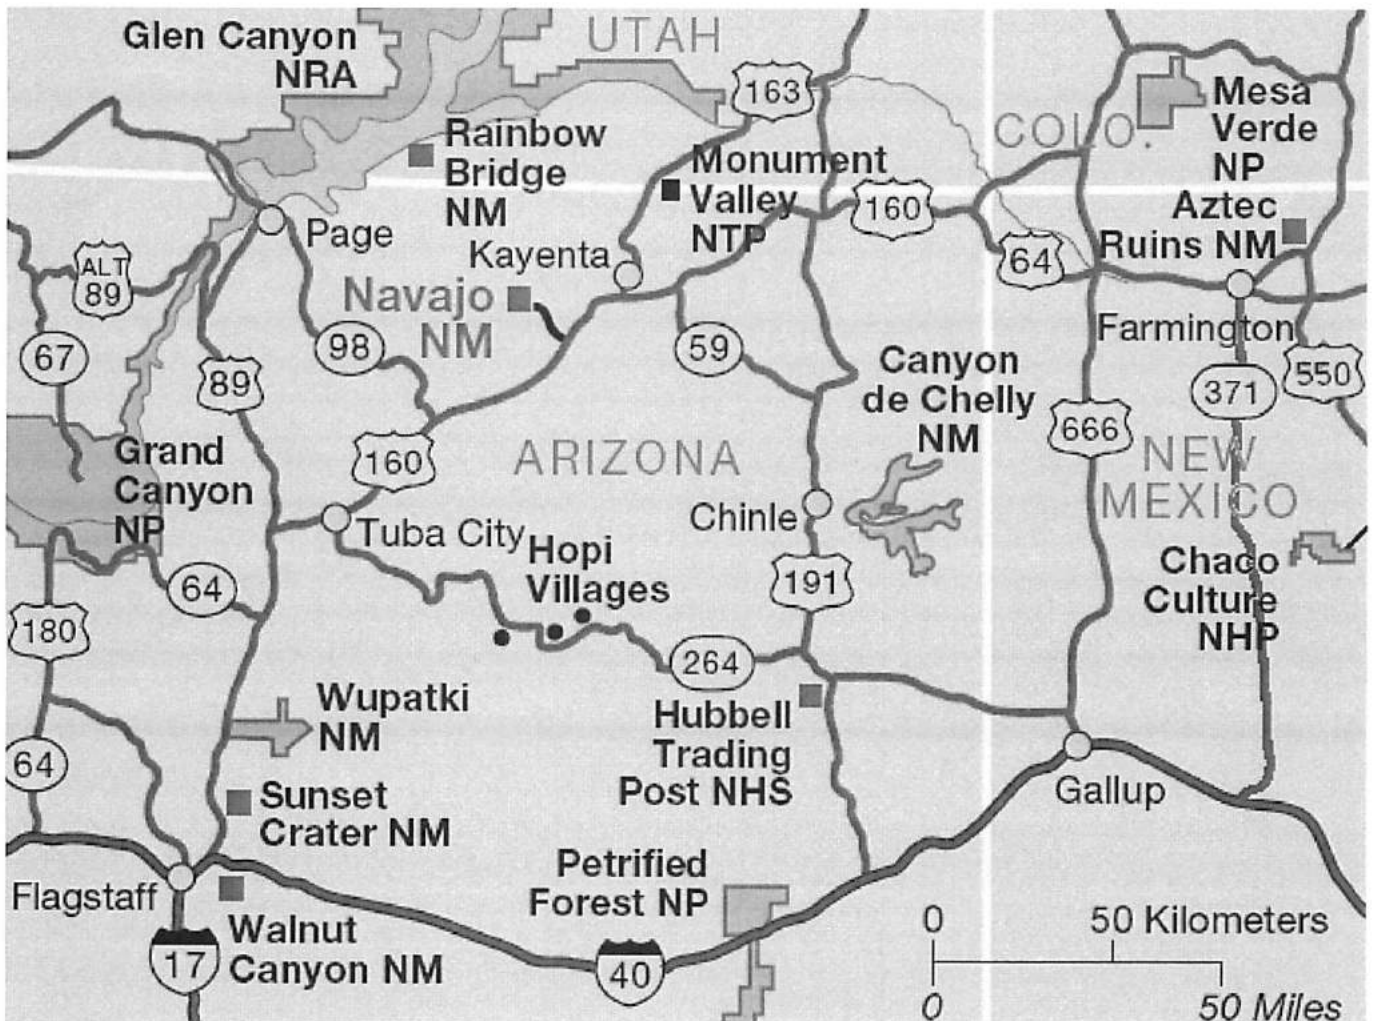 Glen Canyon
NRA
UTAH
163
Mesa
Verde
NP
COLO.
Rainbow
Bridge
NM
Monument
Valley
NTP
160
Aztec
Ruins NM
Page
Kayenta
64
ALT
89
Navajo
NM
Farmington
67
98
59
89
Canyon
de Chelly
NM
371
550
666
Grand
Canyon
NP
160
ARIZONA
NEW
MEXICO
Tuba City
Chinle
Hopi
Villages
191
Chaco
Culture
NHP
64
180
264
Wupatki
NM
Hubbell
Trading
Post NHS
64
Gallup
Sunset
Crater NM
Petrified
Forest NP
Flagstaff
Walnut
Canyon NM
17
40
0 50 Kilometers
0 50 Miles